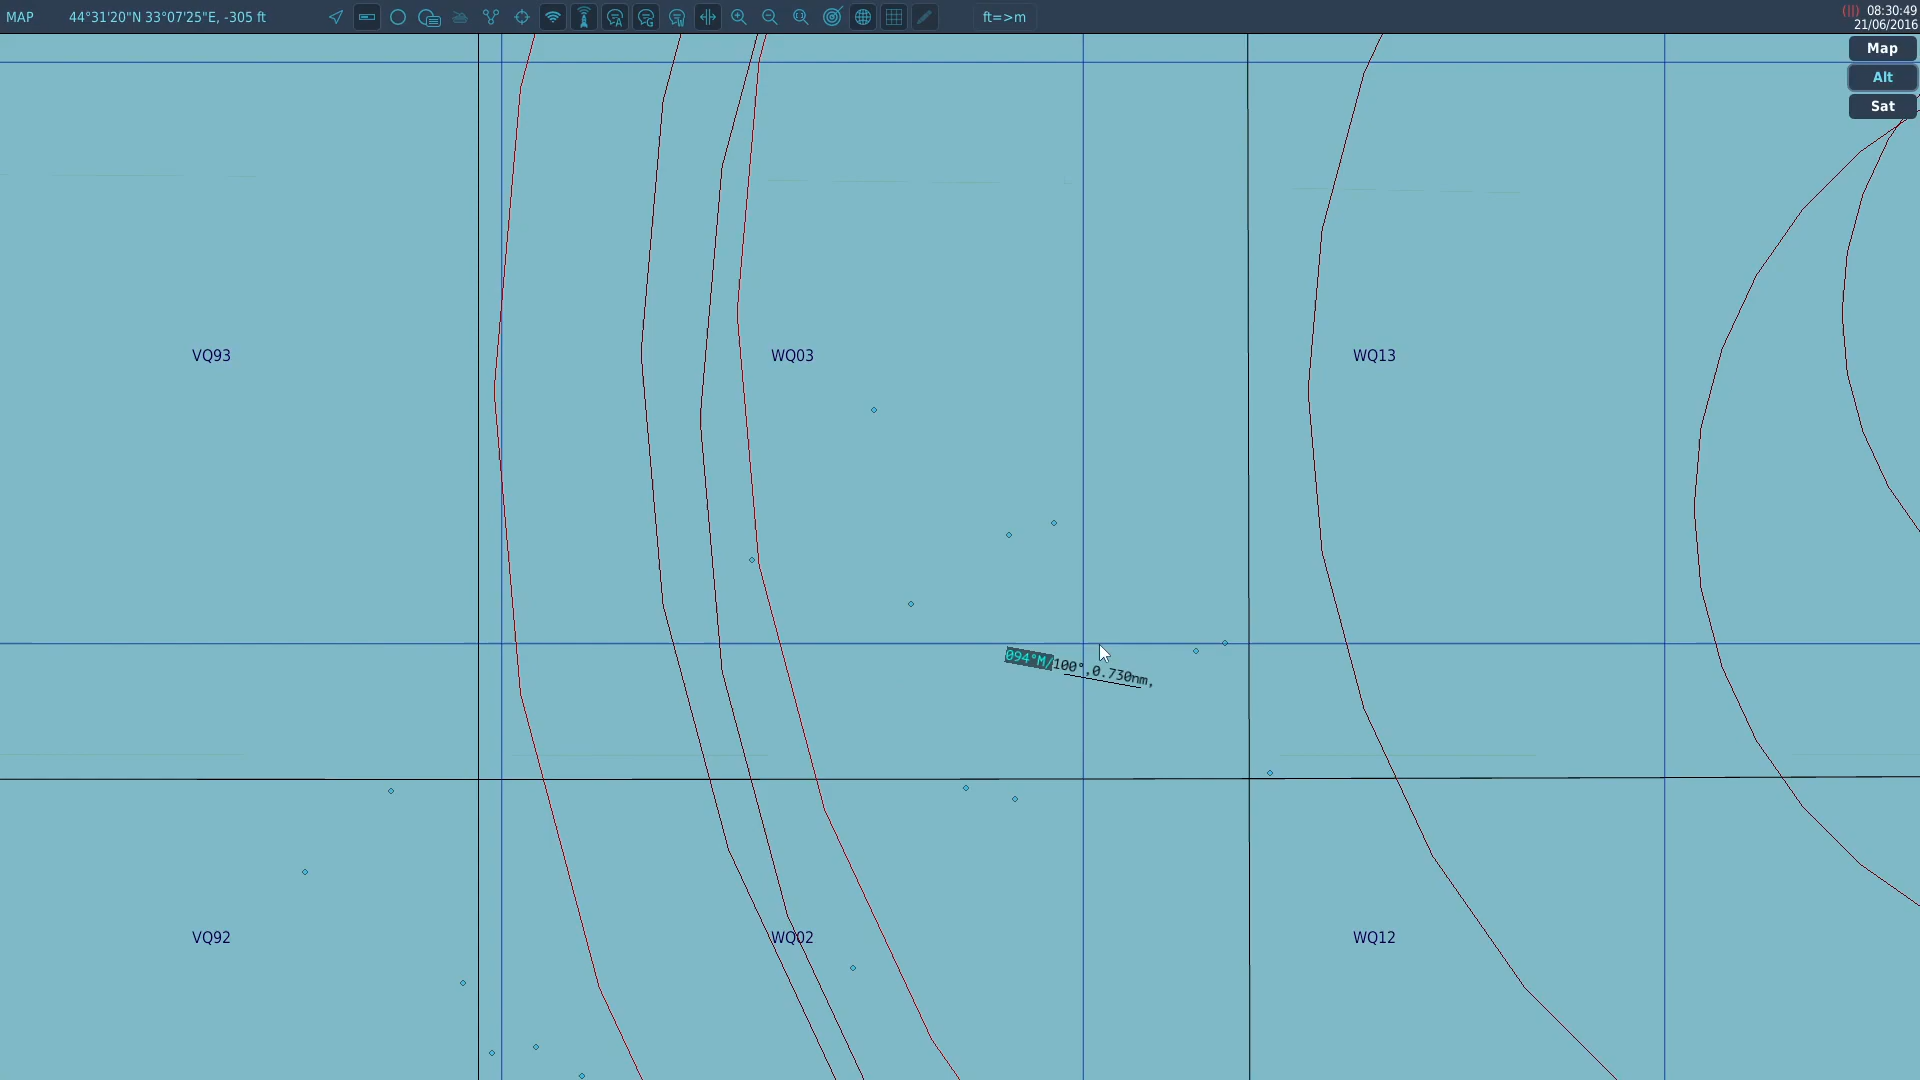 MAP 44°31'20"N 33°07'25"E, -305 ft ft=>m 08:30:49
21/06/2016
Map
Alt
Sat
VQ93 WQ03 WQ13
094°M/100°,0.730nm,
VQ92 WQ02 WQ12